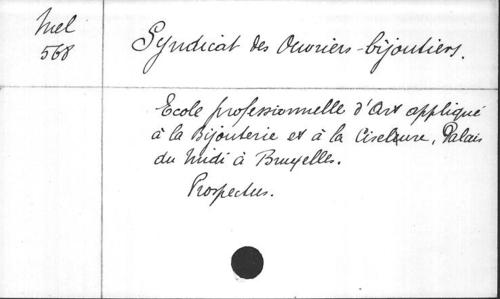 Mel
568
Syndicat des Ouvriers-bijoutiers.
Ecole professionnelle d'Art appliqué
à la Bijouterie et à la Ciselure, Palais
du Midi à Bruxelles.
Prospectus.